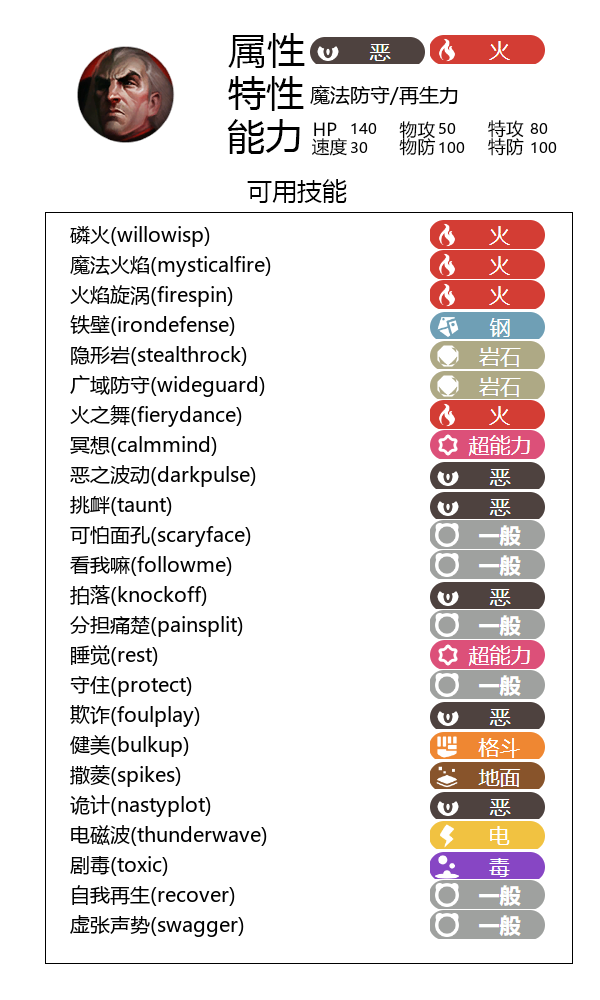 属性 恶 火
特性 魔法防守/再生力
能力 HP 140 物攻 50 特攻 80
速度 30 物防 100 特防 100
可用技能
磷火(willowisp) 火
魔法火焰(mysticalfire) 火
火焰旋涡(firespin) 火
铁壁(irondefense) 钢
隐形岩(stealthrock) 岩石
广域防守(wideguard) 岩石
火之舞(fierydance) 火
冥想(calmmind) 超能力
恶之波动(darkpulse) 恶
挑衅(taunt) 恶
可怕面孔(scaryface) 一般
看我嘛(followme) 一般
拍落(knockoff) 恶
分担痛楚(painsplit) 一般
睡觉(rest) 超能力
守住(protect) 一般
欺诈(foulplay) 恶
健美(bulkup) 格斗
撒菱(spikes) 地面
诡计(nastyplot) 恶
电磁波(thunderwave) 电
剧毒(toxic) 毒
自我再生(recover) 一般
虚张声势(swagger) 一般